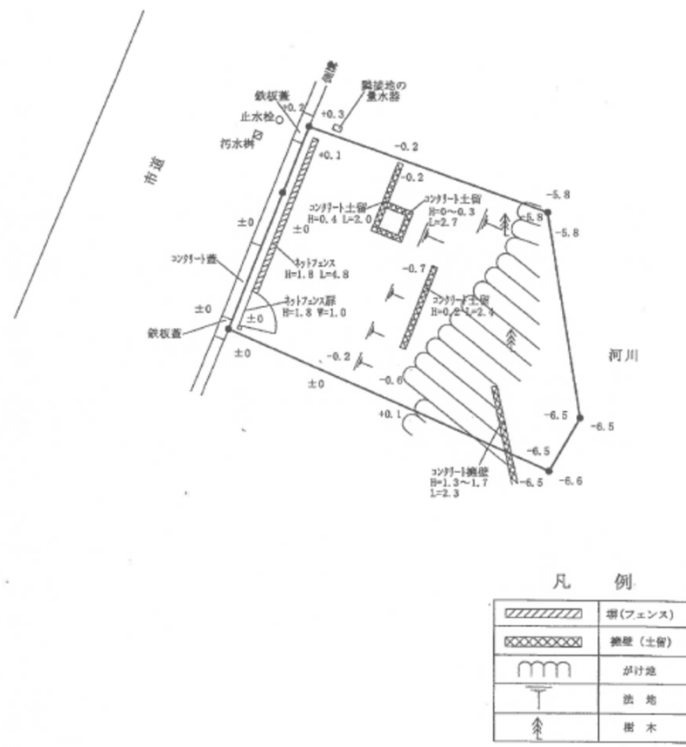 側溝
隣接地の
量水器
鉄板蓋
+0.2
+0.3
止水栓
汚水桝
+0.1
-0.2
-0.2
市道
コンクリート土留
H=0.4 L=2.0
コンクリート土留
H=0～0.3
L=2.7
-5.8
-5.8
-5.8
±0
±0
コンクリート蓋
ネットフェンス
H=1.8 L=4.8
-0.7
コンクリート土留
H=0.2 L=2.4
ネットフェンス扉
H=1.8 W=1.0
±0
±0
鉄板蓋
±0
-0.2
±0
-0.6
+0.1
河川
-6.5
-6.5
-6.5
-6.5
-6.6
コンクリート擁壁
H=1.3～1.7
L=2.3
凡 例
塀(フェンス)
擁壁(土留)
がけ地
法地
樹木